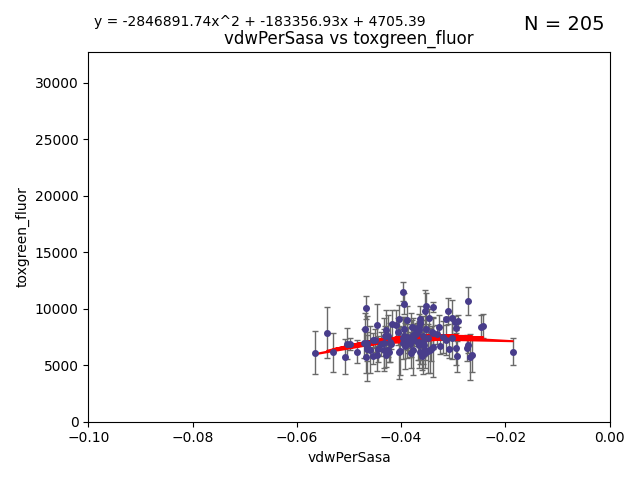 y = -2846891.74x^2 + -183356.93x + 4705.39
N = 205
vdwPerSasa vs toxgreen_fluor
30000
25000
20000
15000
10000
5000
0
toxgreen_fluor
−0.10
−0.08
−0.06
−0.04
−0.02
0.00
vdwPerSasa